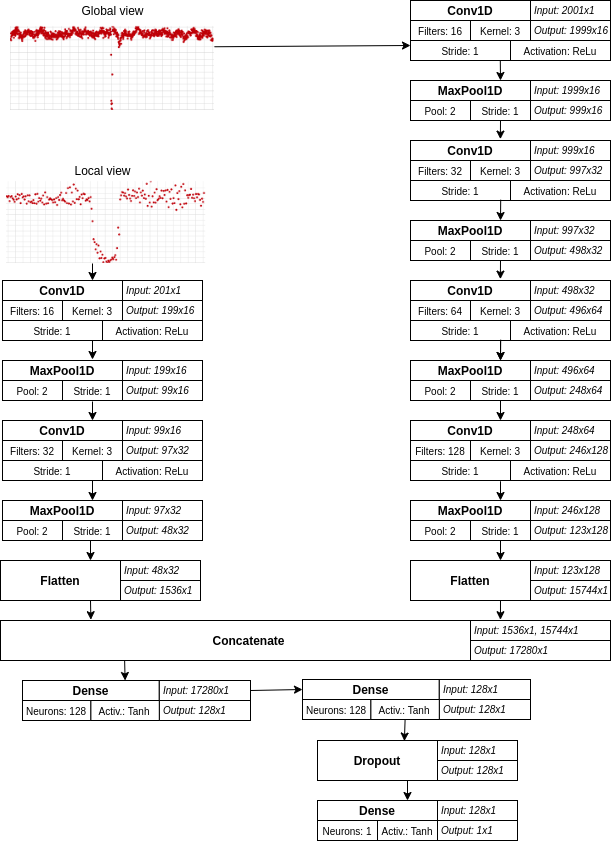 Global view
Conv1D Input: 2001x1
Filters: 16 Kernel: 3 Output: 1999x16
Stride: 1 Activation: ReLu
MaxPool1D Input: 1999x16
Pool: 2 Stride: 1 Output: 999x16
Conv1D Input: 999x16
Filters: 32 Kernel: 3 Output: 997x32
Stride: 1 Activation: ReLu
MaxPool1D Input: 997x32
Pool: 2 Stride: 1 Output: 498x32
Conv1D Input: 498x32
Filters: 64 Kernel: 3 Output: 496x64
Stride: 1 Activation: ReLu
MaxPool1D Input: 496x64
Pool: 2 Stride: 1 Output: 248x64
Conv1D Input: 248x64
Filters: 128 Kernel: 3 Output: 246x128
Stride: 1 Activation: ReLu
MaxPool1D Input: 246x128
Pool: 2 Stride: 1 Output: 123x128
Flatten Input: 123x128
Output: 15744x1
Local view
Conv1D Input: 201x1
Filters: 16 Kernel: 3 Output: 199x16
Stride: 1 Activation: ReLu
MaxPool1D Input: 199x16
Pool: 2 Stride: 1 Output: 99x16
Conv1D Input: 99x16
Filters: 32 Kernel: 3 Output: 97x32
Stride: 1 Activation: ReLu
MaxPool1D Input: 97x32
Pool: 2 Stride: 1 Output: 48x32
Flatten Input: 48x32
Output: 1536x1
Concatenate Input: 1536x1, 15744x1
Output: 17280x1
Dense Input: 17280x1
Neurons: 128 Activ.: Tanh Output: 128x1
Dense Input: 128x1
Neurons: 128 Activ.: Tanh Output: 128x1
Dropout Input: 128x1
Output: 128x1
Dense Input: 128x1
Neurons: 1 Activ.: Tanh Output: 1x1